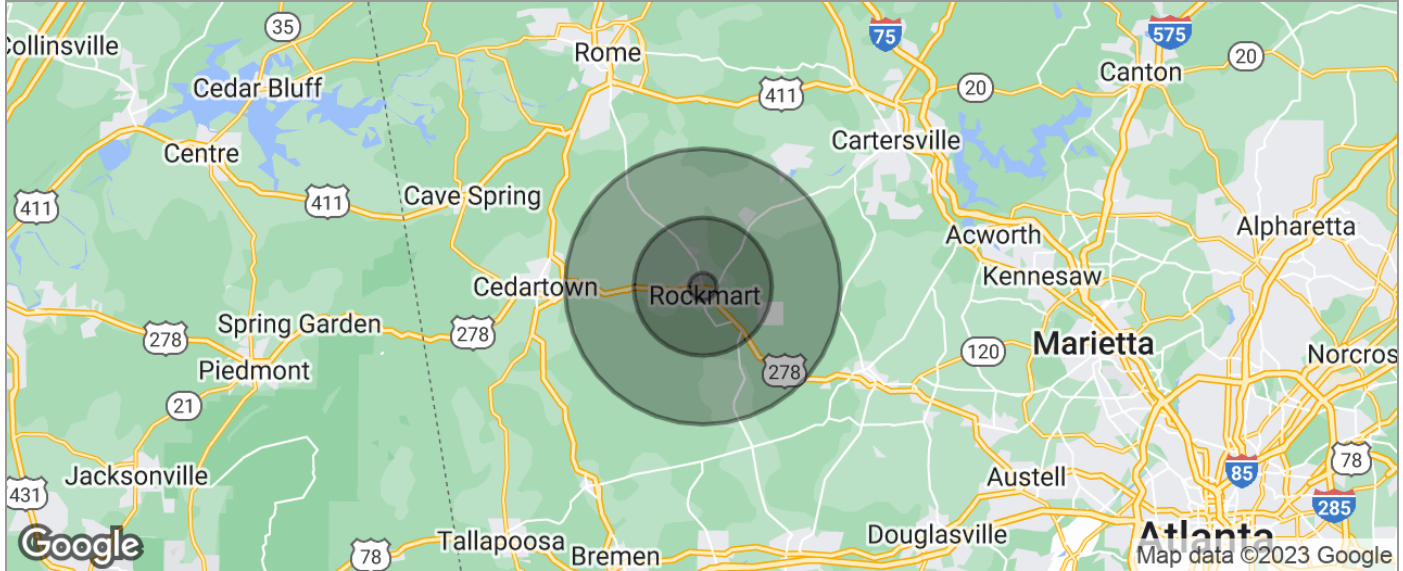 35
75
575
Collinsville
Rome
20
Canton
20
Cedar Bluff
411
Cartersville
Centre
411
411
Cave Spring
Alpharetta
Acworth
Kennesaw
Cedartown
Rockmart
278
Spring Garden
278
Marietta
120
Norcros
Piedmont
278
21
Jacksonville
Austell
85
78
431
285
Google
78
Tallapoosa
Bremen
Douglasville
Atlanta
Map data ©2023 Google